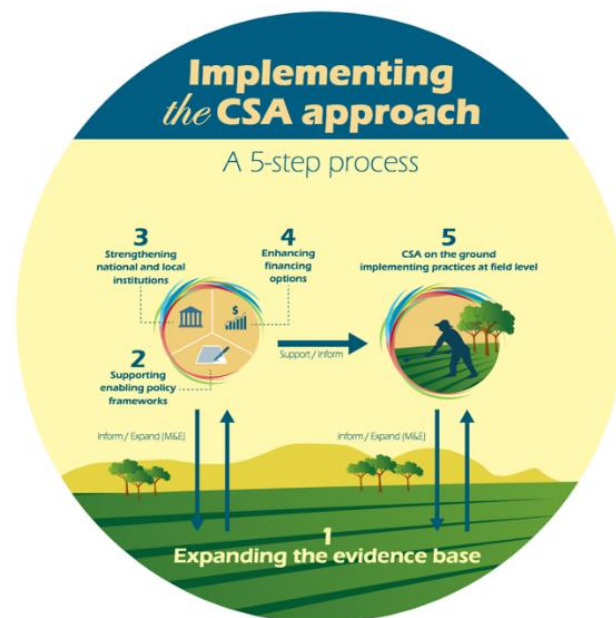 Implementing
the CSA approach
A 5-step process
3
Strengthening
national and local
institutions
4
Enhancing
financing
options
5
CSA on the ground
implementing practices at field level
$
2
Supporting
enabling policy
frameworks
Support / Inform
Inform / Expand (M&E)
Inform / Expand (M&E)
1
Expanding the evidence base